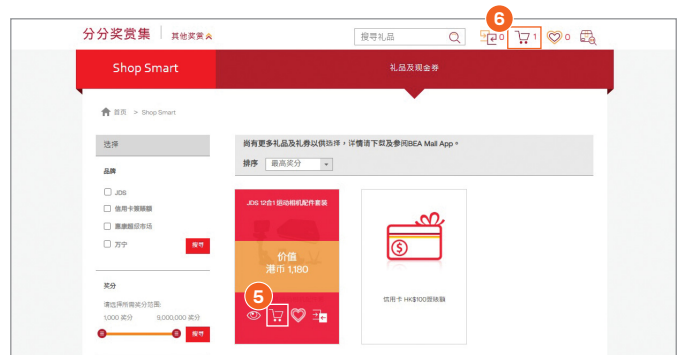 6
分分奖赏集 其他奖赏
搜寻礼品
0
1
0
Shop Smart
礼品及现金券
首页 > Shop Smart
选择
品牌
JDS
信用卡签账额
惠康超级市场
万宁
搜寻
奖分
请选择所需奖分范围:
1,000 奖分 9,000,000 奖分
搜寻
尚有更多礼品及礼券以供选择，详情请下载及参阅BEA Mall App。
排序 最高奖分
JDS 12合1运动相机配件套装
价值
港币 1,180
5
信用卡 HK$100签账额